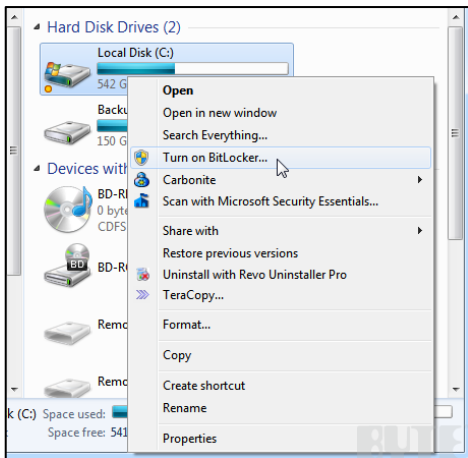 Hard Disk Drives (2)
Local Disk (C:)
542 G
Open
Backu
Open in new window
150 G
Search Everything...
Turn on BitLocker...
Devices with
Carbonite
BD-RE
Scan with Microsoft Security Essentials...
0 byte
CDFS
Share with
Restore previous versions
BD-RO
Uninstall with Revo Uninstaller Pro
TeraCopy...
Remo
Format...
Copy
Remo
Create shortcut
k (C:) Space used:
Rename
Space free: 541
Properties